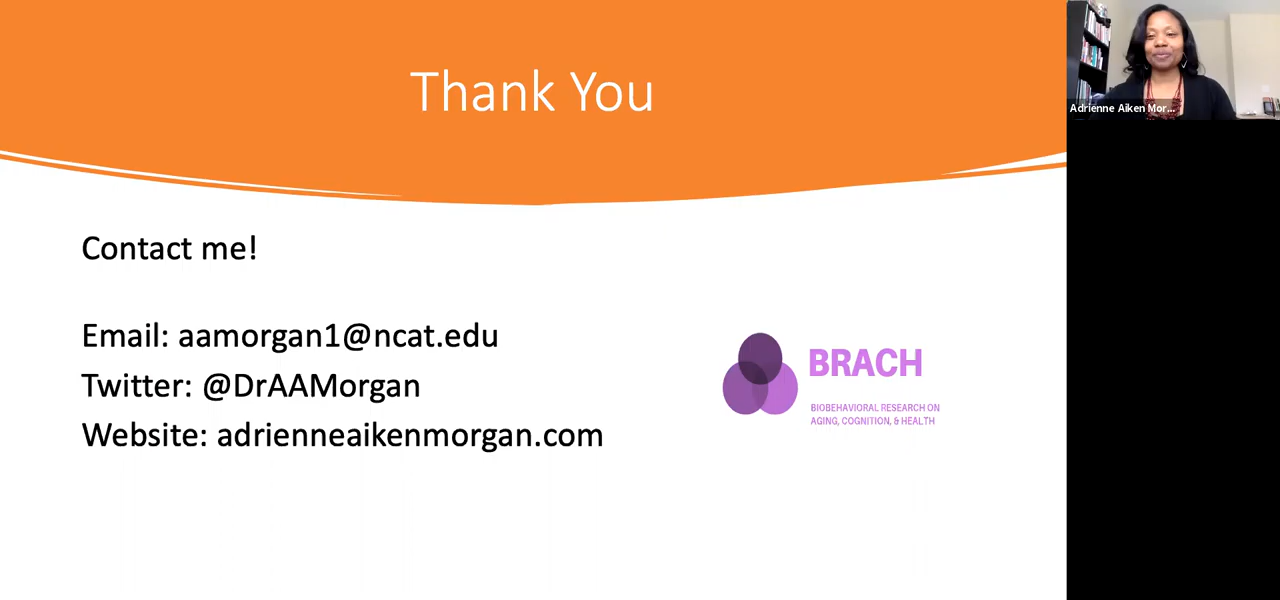 Thank You
Adrienne Aiken Mor...
Contact me!
Email: aamorgan1@ncat.edu
Twitter: @DrAAMorgan
Website: adrienneaikenmorgan.com
BRACH
BIOBEHAVIORAL RESEARCH ON
AGING, COGNITION, & HEALTH